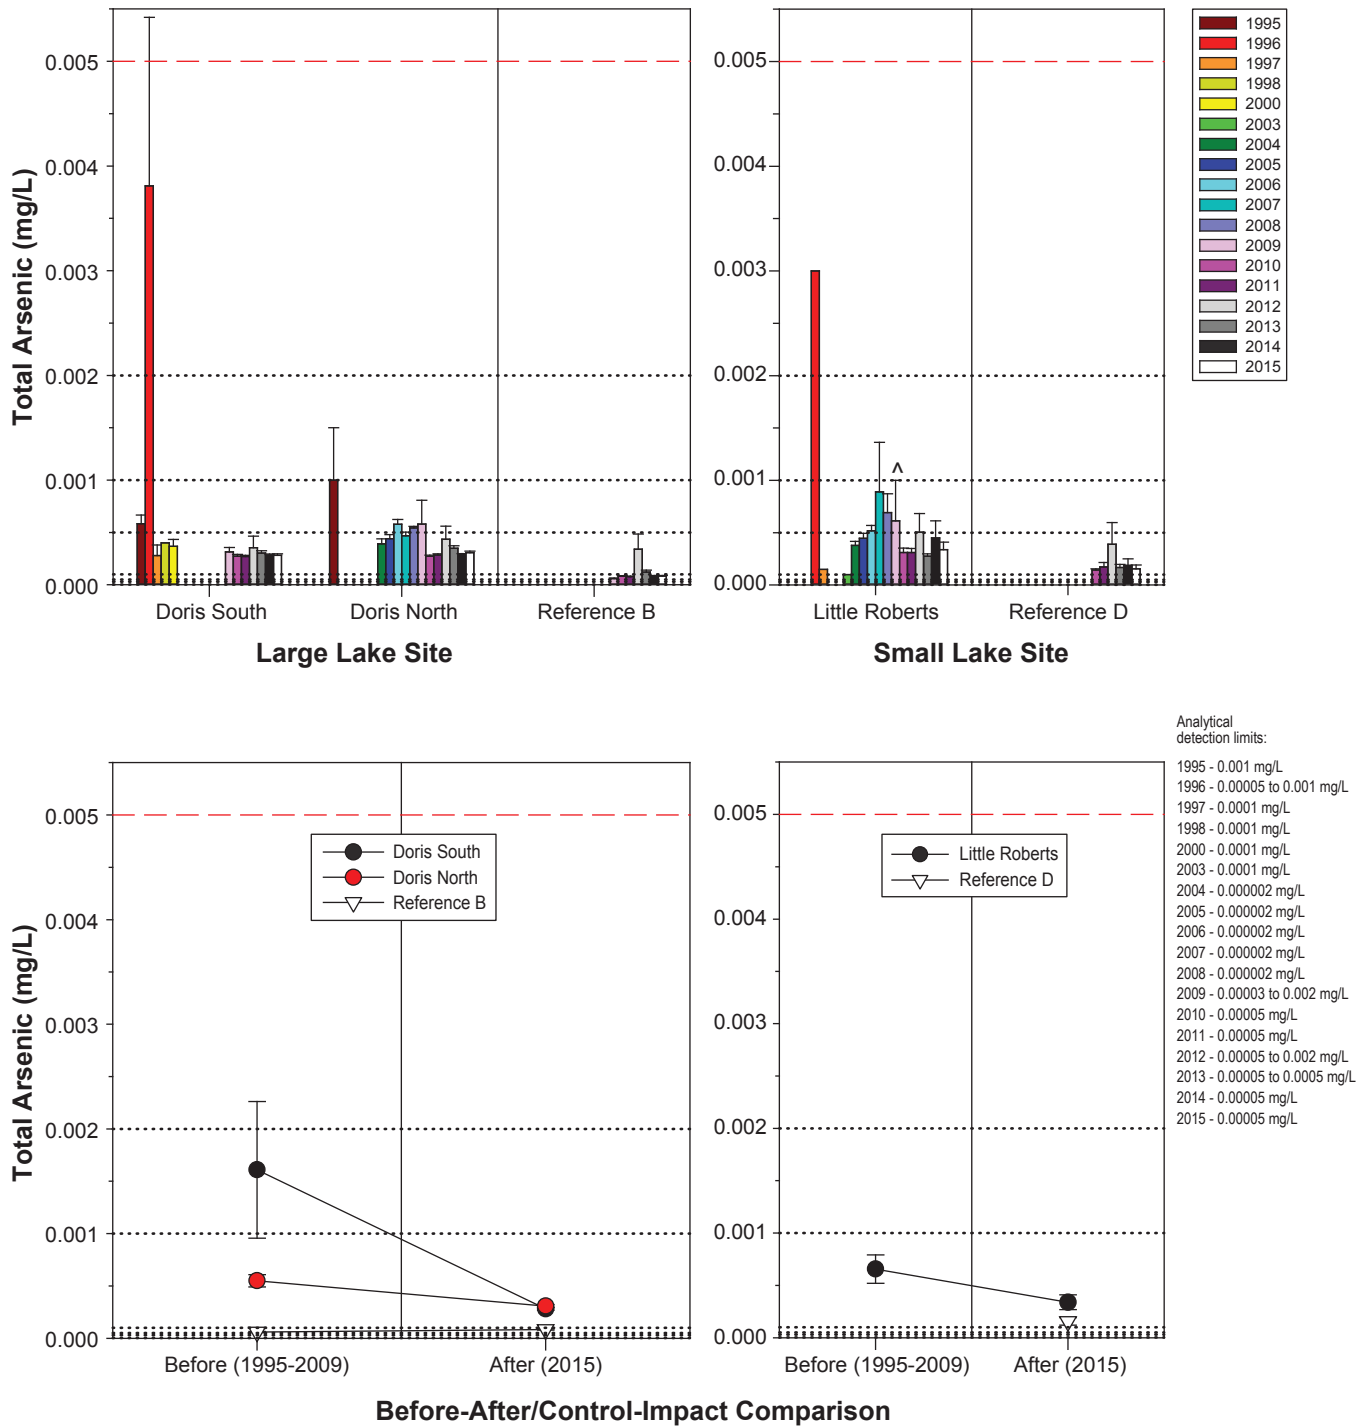 0.005
0.004
0.003
0.002
0.001
0.000
Total Arsenic (mg/L)
Doris South
Doris North
Reference B
Large Lake Site
0.005
0.004
0.003
0.002
0.001
0.000
^
Little Roberts
Reference D
Small Lake Site
1995
1996
1997
1998
2000
2003
2004
2005
2006
2007
2008
2009
2010
2011
2012
2013
2014
2015
0.005
0.004
0.003
0.002
0.001
0.000
Total Arsenic (mg/L)
Doris South
Doris North
Reference B
Before (1995-2009)
After (2015)
0.005
0.004
0.003
0.002
0.001
0.000
Little Roberts
Reference D
Before (1995-2009)
After (2015)
Before-After/Control-Impact Comparison
Analytical
detection limits:
1995 - 0.001 mg/L
1996 - 0.00005 to 0.001 mg/L
1997 - 0.0001 mg/L
1998 - 0.0001 mg/L
2000 - 0.0001 mg/L
2003 - 0.0001 mg/L
2004 - 0.000002 mg/L
2005 - 0.000002 mg/L
2006 - 0.000002 mg/L
2007 - 0.000002 mg/L
2008 - 0.000002 mg/L
2009 - 0.00003 to 0.002 mg/L
2010 - 0.00005 mg/L
2011 - 0.00005 mg/L
2012 - 0.00005 to 0.002 mg/L
2013 - 0.00005 to 0.0005 mg/L
2014 - 0.00005 mg/L
2015 - 0.00005 mg/L